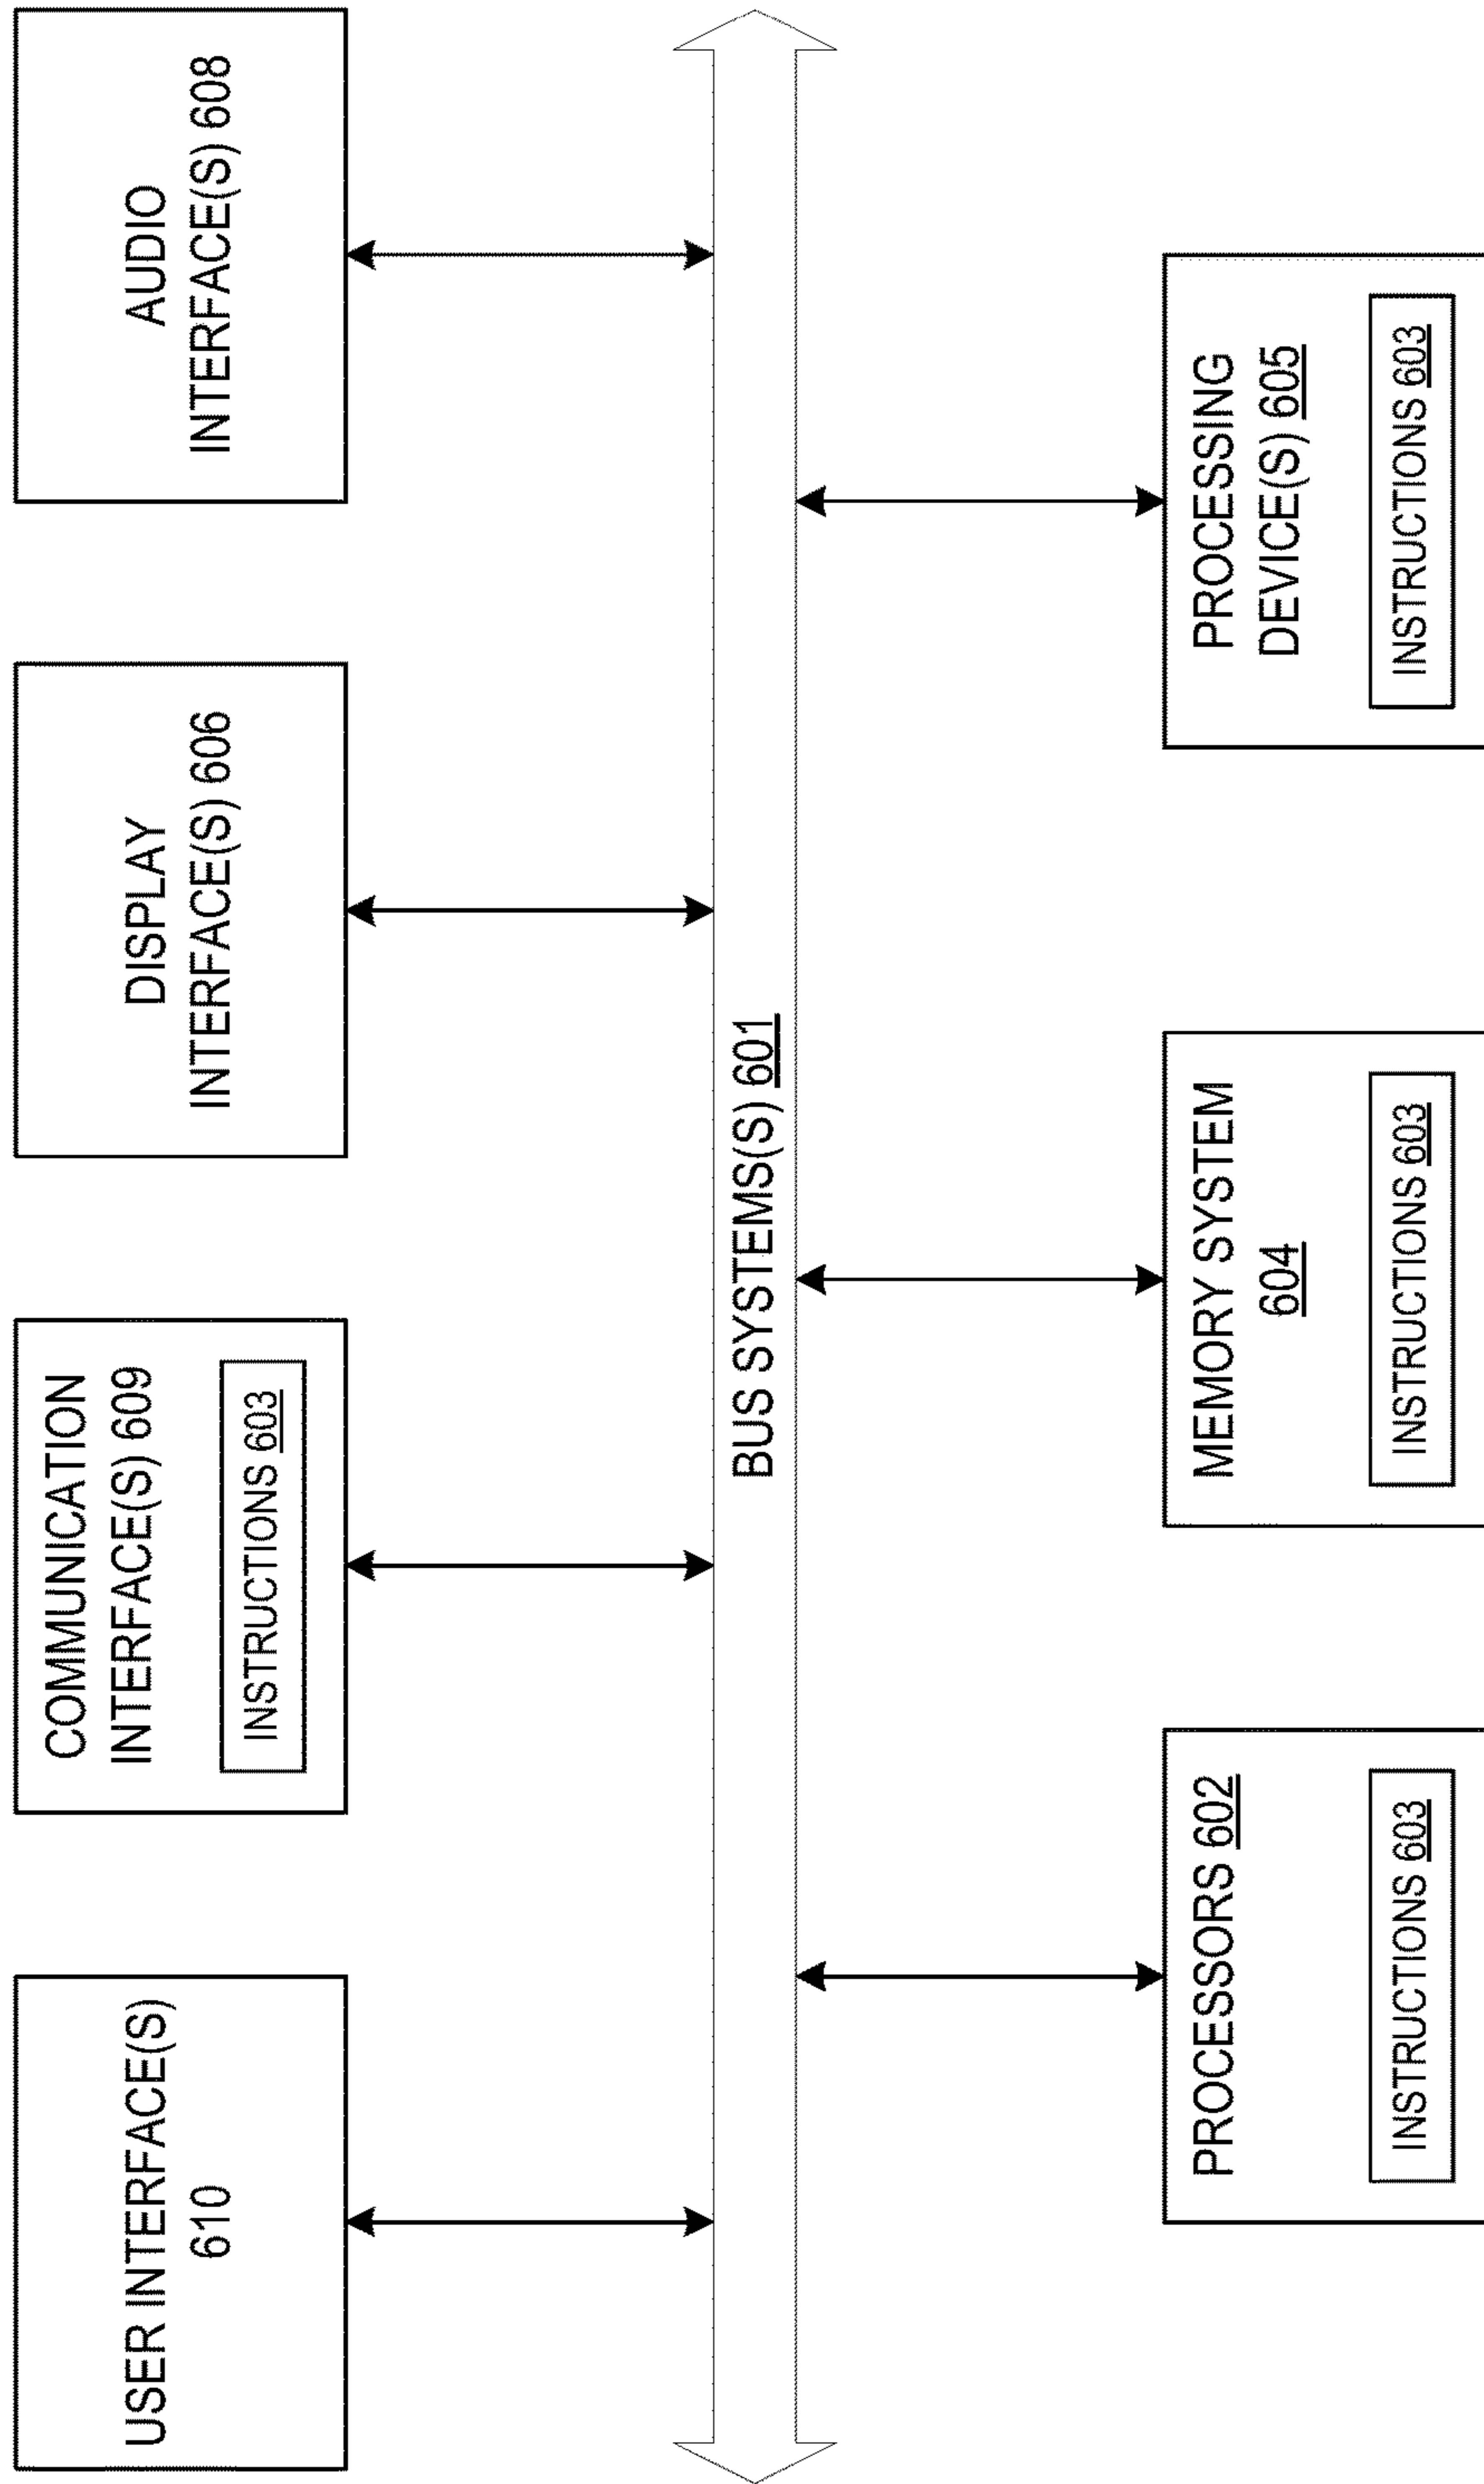 USER INTERFACE(S)
610
COMMUNICATION
INTERFACE(S) 609
INSTRUCTIONS 603
DISPLAY
INTERFACE(S) 606
AUDIO
INTERFACE(S) 608
BUS SYSTEMS(S) 601
PROCESSORS 602
INSTRUCTIONS 603
MEMORY SYSTEM
604
INSTRUCTIONS 603
PROCESSING
DEVICE(S) 605
INSTRUCTIONS 603